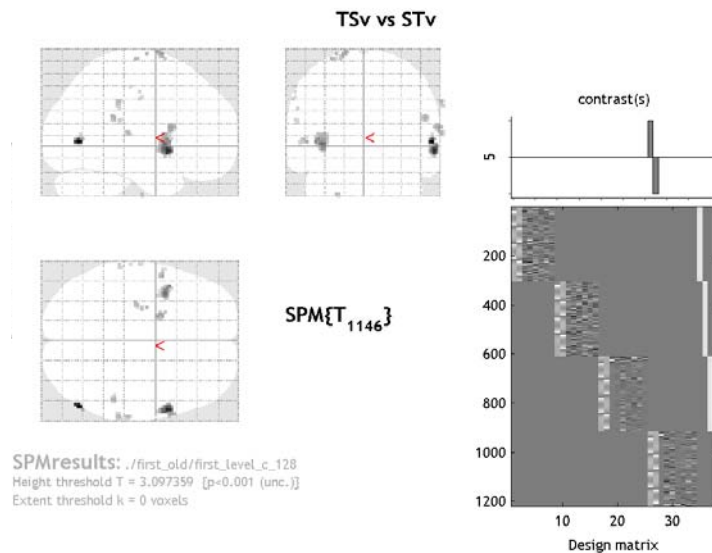 TSv vs STv
contrast(s)
5
<
<
<
SPM{T1146}
200
400
600
800
1000
1200
10
20
30
Design matrix
SPMresults: ./first_old/first_level_c_128
Height threshold T = 3.097359 [p<0.001 (unc.)]
Extent threshold k = 0 voxels